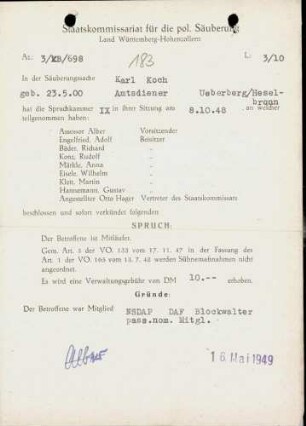 Staatskommissariat für die pol. Säuberung
Land Württemberg-Hohenzollern
Az: 3/KB/698
183
L: 3/10
In der Säuberungssache Karl Koch
geb. 23.5.00 Amtsdiener Ueberberg/Hesel-
bronn
hat die Spruchkammer IX in ihrer Sitzung am 8.10.48 an welcher
teilgenommen haben:
Assessor Alker Vorsitzender
Engelfried, Adolf Beisitzer
Bäder, Richard "
Kenz, Rudolf "
Märkle, Anna "
Eisele, Wilhelm "
Klett, Martin "
Hannemann, Gustav "
Angestellter Otto Hager Vertreter des Staatskommissars
beschlossen und sofort verkündet folgenden
SPRUCH:
Der Betroffene ist Mitläufer.
Gem. Art. 5 der VO. 133 vom 17. 11. 47 in der Fassung des
Art. 1 der VO. 165 vom 13. 7. 48 werden Sühnemaßnahmen nicht
angeordnet.
Es wird eine Verwaltungsgebühr von DM 10.-- erhoben.
Gründe:
Der Betroffene war Mitglied NSDAP DAF Blockwalter
pass.nom. Mitgl.
16. Mai 1949